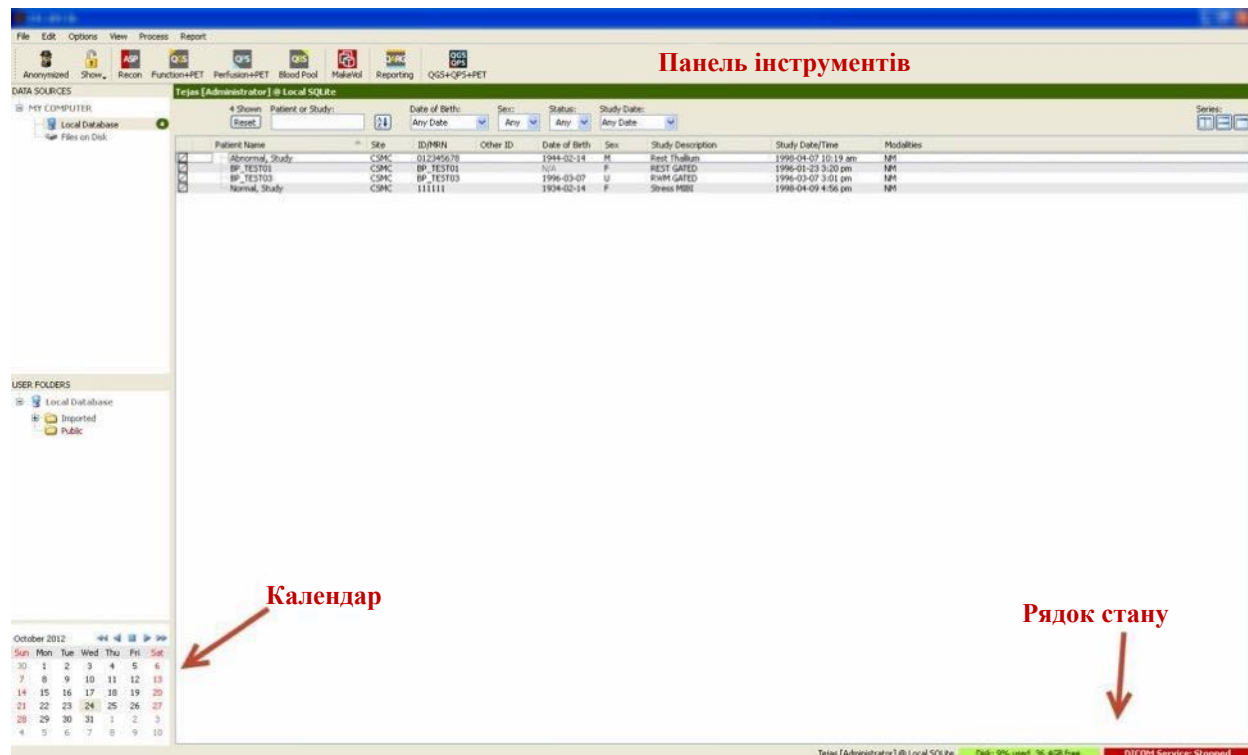 File Edit Options View Process Report
Anonymized Show Recon Function+PET Perfusion+PET Blood Pool MakeVol Reporting QGS+QPS+PET
Панель інструментів
DATA SOURCES
Tejas [Administrator] @ Local SQLite
MY COMPUTER
Local Database 4
Files on Disk
4 Shown Patient or Study: Date of Birth: Sex: Status: Study Date: Series:
Reset Any Date Any Any Any Date
Patient Name Site ID/MRN Other ID Date of Birth Sex Study Description Study Date/Time Modalities
Abnormal, Study CSMC 012345678 1944-02-14 M Rest Thallium 1998-04-07 10:19 am NM
BP_TEST01 CSMC BP_TEST01 N/A F REST GATED 1996-01-23 3:20 pm NM
BP_TEST03 CSMC BP_TEST03 1996-03-07 U RWM GATED 1996-03-07 3:01 pm NM
Normal, Study CSMC 111111 1934-02-14 F Stress MIBI 1998-04-09 4:56 pm NM
USER FOLDERS
Local Database
Imported
Public
Календар
Рядок стану
October 2012
Sun Mon Tue Wed Thu Fri Sat
30 1 2 3 4 5 6
7 8 9 10 11 12 13
14 15 16 17 18 19 20
21 22 23 24 25 26 27
28 29 30 31 1 2 3
4 5 6 7 8 9 10
Tejas [Administrator] @ Local SQLite Disk: 9% used, 36.4GB free DICOM Service: Stopped